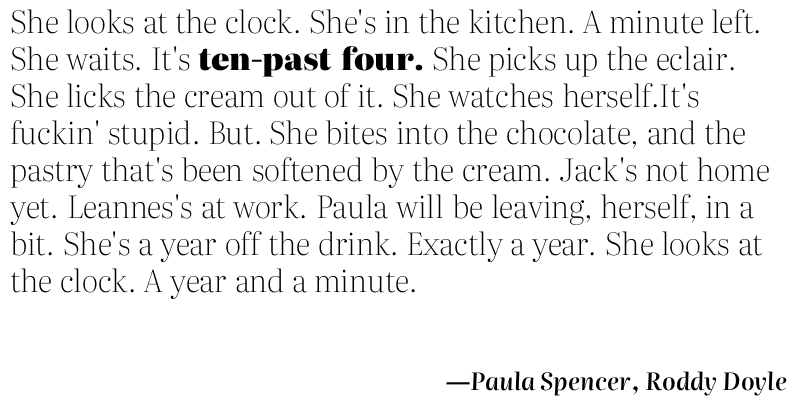 She looks at the clock. She's in the kitchen. A minute left.
She waits. It's ten-past four. She picks up the eclair.
She licks the cream out of it. She watches herself.It's
fuckin' stupid. But. She bites into the chocolate, and the
pastry that's been softened by the cream. Jack's not home
yet. Leannes's at work. Paula will be leaving, herself, in a
bit. She's a year off the drink. Exactly a year. She looks at
the clock. A year and a minute.
—Paula Spencer, Roddy Doyle